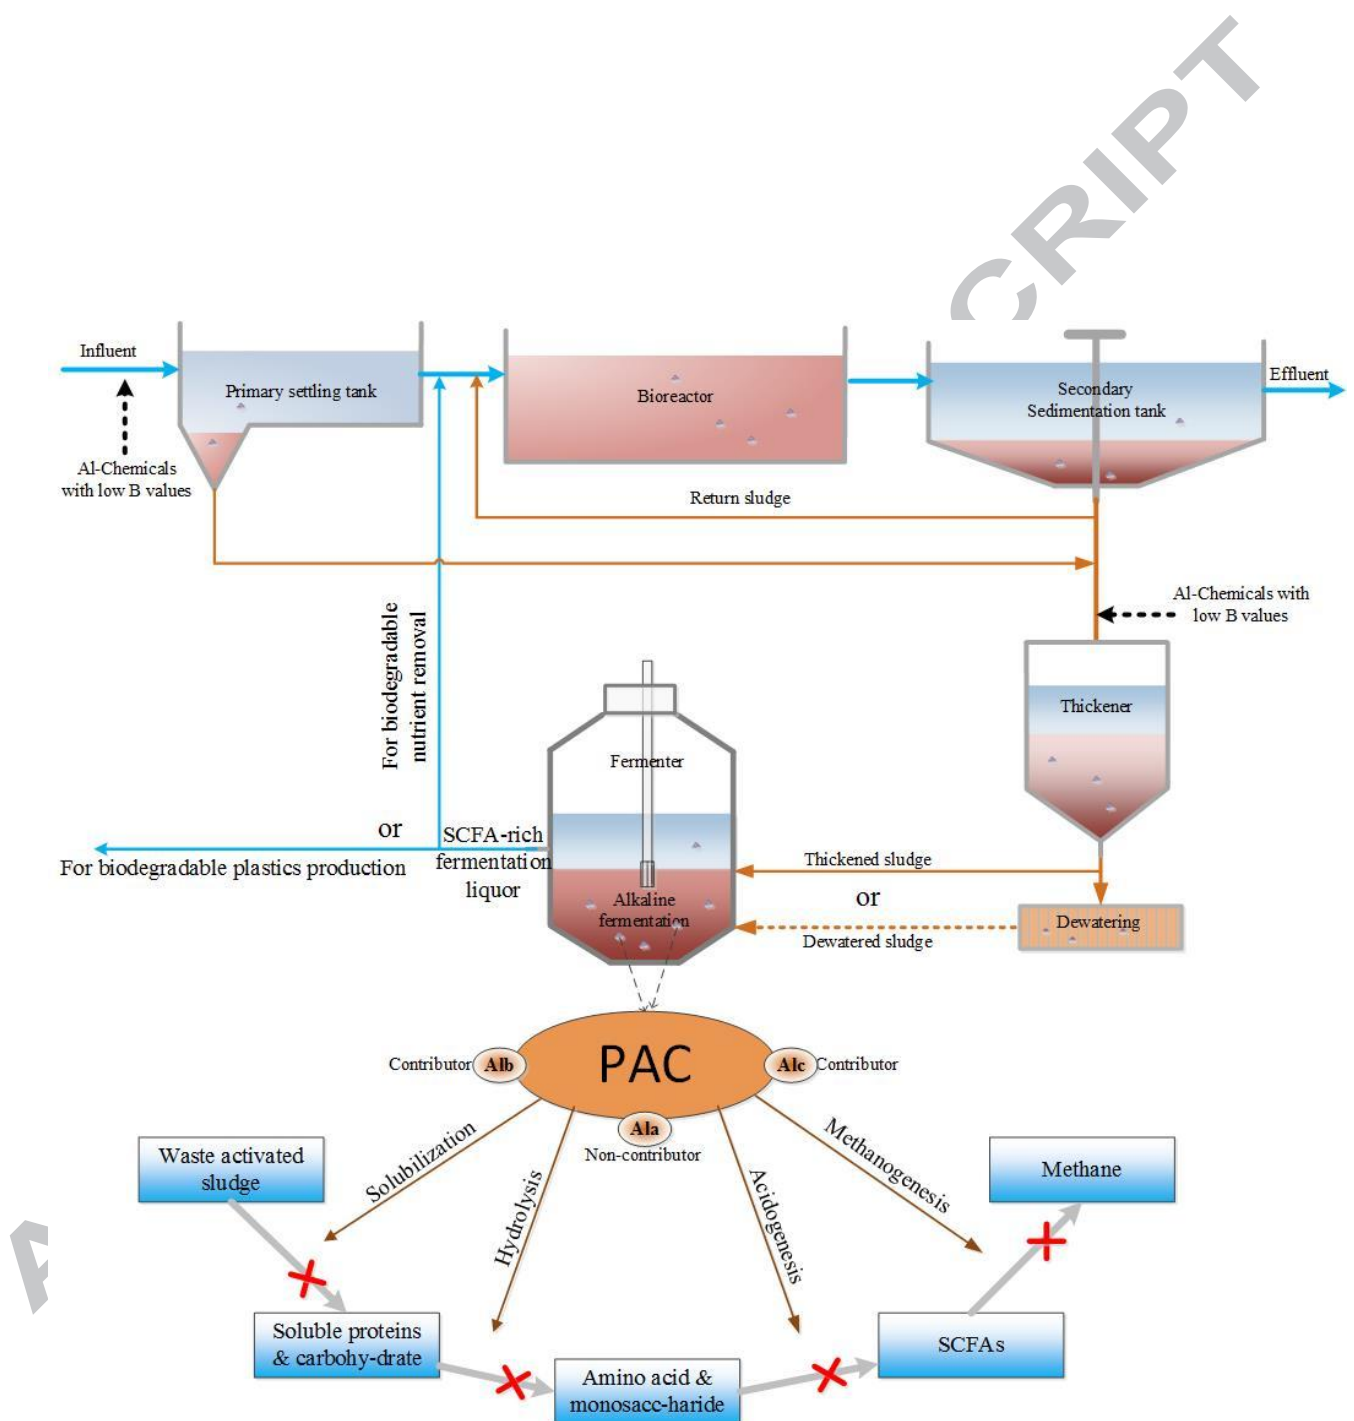 CRIPT
Influent
Primary settling tank
Bioreactor
Secondary
Sedimentation tank
Effluent
Al-Chemicals
with low B values
Return sludge
Al-Chemicals with
low B values
For biodegradable
nutrient removal
Thickener
Fermenter
or
SCFA-rich
fermentation
liquor
For biodegradable plastics production
Thickened sludge
or
Alkaline
fermentation
Dewatering
Dewatered sludge
PAC
Contributor
Alb
Alc
Contributor
Ala
Non-contributor
Solubilization
Hydrolysis
Acidogenesis
Methanogenesis
Waste activated
sludge
Methane
Soluble proteins
& carbohy-drate
SCFAs
Amino acid &
monosacc-haride
A